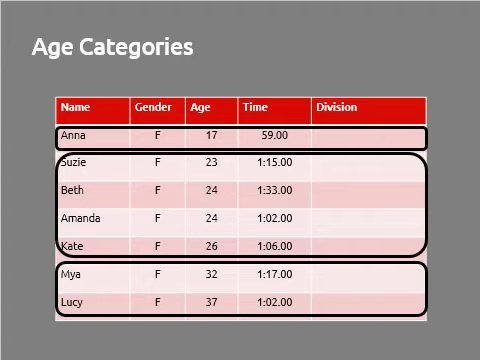 Age Categories
Name Gender Age Time Division
Anna F 17 59.00
Suzie F 23 1:15.00
Beth F 24 1:33.00
Amanda F 24 1:02.00
Kate F 26 1:06.00
Mya F 32 1:17.00
Lucy F 37 1:02.00